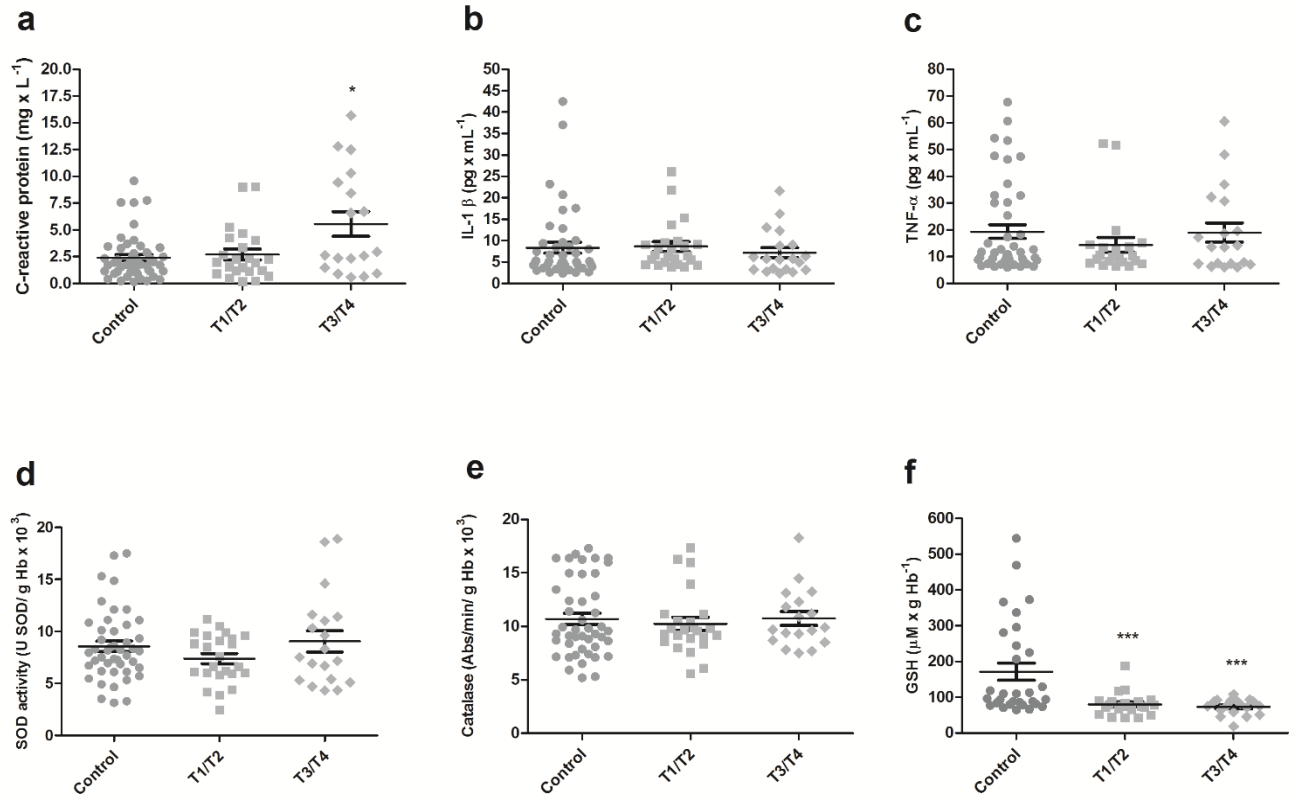 a
C-reactive protein (mg x L⁻¹)
20.0
17.5
15.0
12.5
10.0
7.5
5.0
2.5
0.0
*
Control
T1/T2
T3/T4
b
IL-1 β (pg x mL⁻¹)
50
45
40
35
30
25
20
15
10
5
0
Control
T1/T2
T3/T4
c
TNF-α (pg x mL⁻¹)
80
70
60
50
40
30
20
10
0
Control
T1/T2
T3/T4
d
SOD activity (U SOD/ g Hb x 10⁻³)
20
15
10
5
0
Control
T1/T2
T3/T4
e
Catalase (Abs/min/ g Hb x 10³)
20
15
10
5
0
Control
T1/T2
T3/T4
f
GSH (μM x g Hb⁻¹)
600
500
400
300
200
100
0
***
***
Control
T1/T2
T3/T4